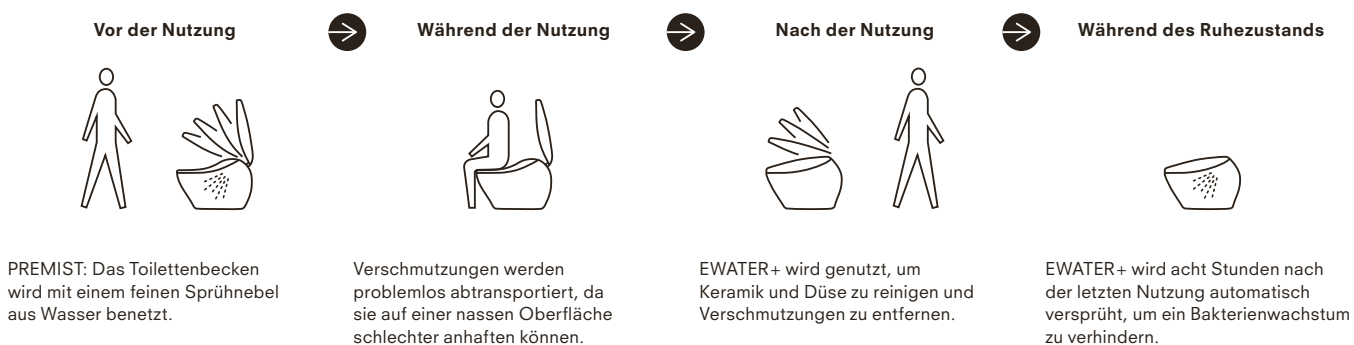 Vor der Nutzung
Während der Nutzung
Nach der Nutzung
Während des Ruhezustands
PREMIST: Das Toilettenbecken
wird mit einem feinen Sprühnebel
aus Wasser benetzt.
Verschmutzungen werden
problemlos abtransportiert, da
sie auf einer nassen Oberfläche
schlechter anhaften können.
EWATER+ wird genutzt, um
Keramik und Düse zu reinigen und
Verschmutzungen zu entfernen.
EWATER+ wird acht Stunden nach
der letzten Nutzung automatisch
versprüht, um ein Bakterienwachstum
zu verhindern.